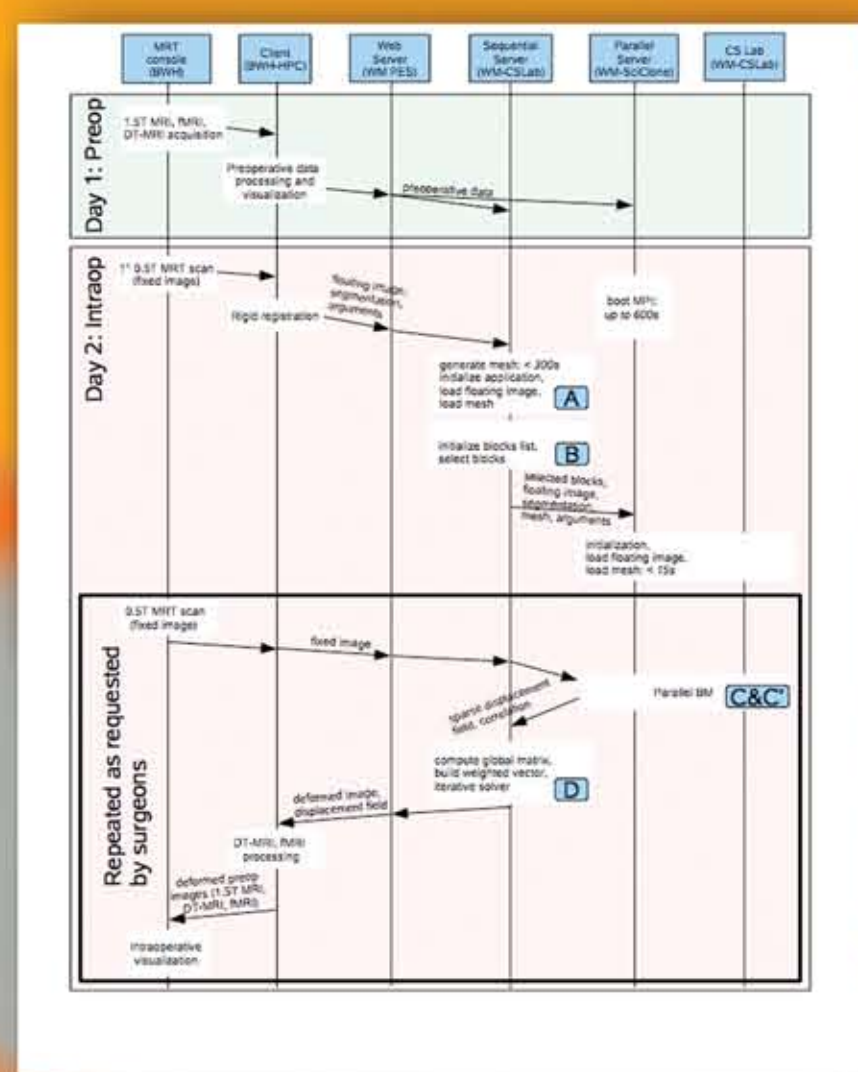 MRT
console
(BWH)
Client
(BWH-HPC)
Web
Server
(WM PES)
Sequential
Server
(WM-CSLab)
Parallel
Server
(WM-SciClone)
CS Lab
(WM-CSLab)
Day 1: Preop
1.5T MRI, fMRI,
DT-MRI acquisition
Preoperative data
processing and
visualization
preoperative data
Day 2: Intraop
0.5T MRT scan
(fixed image)
Rigid registration
floating image,
segmentation,
arguments
boot MPI:
up to 600s
generate mesh: < 300s
initialize application,
load floating image,
load mesh
A
initialize blocks list,
select blocks
B
selected blocks,
floating image,
segmentation,
mesh, arguments
initialization,
load floating image,
load mesh: < 15s
Repeated as requested
by surgeons
0.5T MRT scan
(fixed image)
fixed image
Parallel BM
C&C'
sparse displacement
field, correlation
compute global matrix,
build weighted vector,
iterative solver
D
deformed image,
displacement field
DT-MRI, fMRI
processing
deformed preop
images (1.5T MRI,
DT-MRI, fMRI)
Intraoperative
visualization